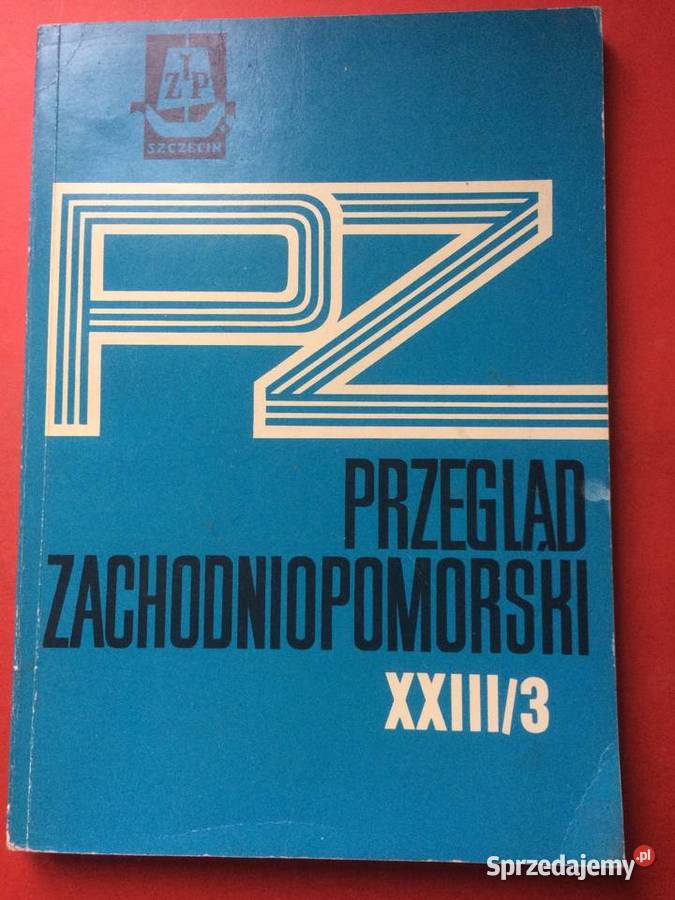 ZIP
SZCZECIN
PZ
PRZEGLĄD
ZACHODNIOPOMORSKI
XXIII/3
Sprzedajemy.pl